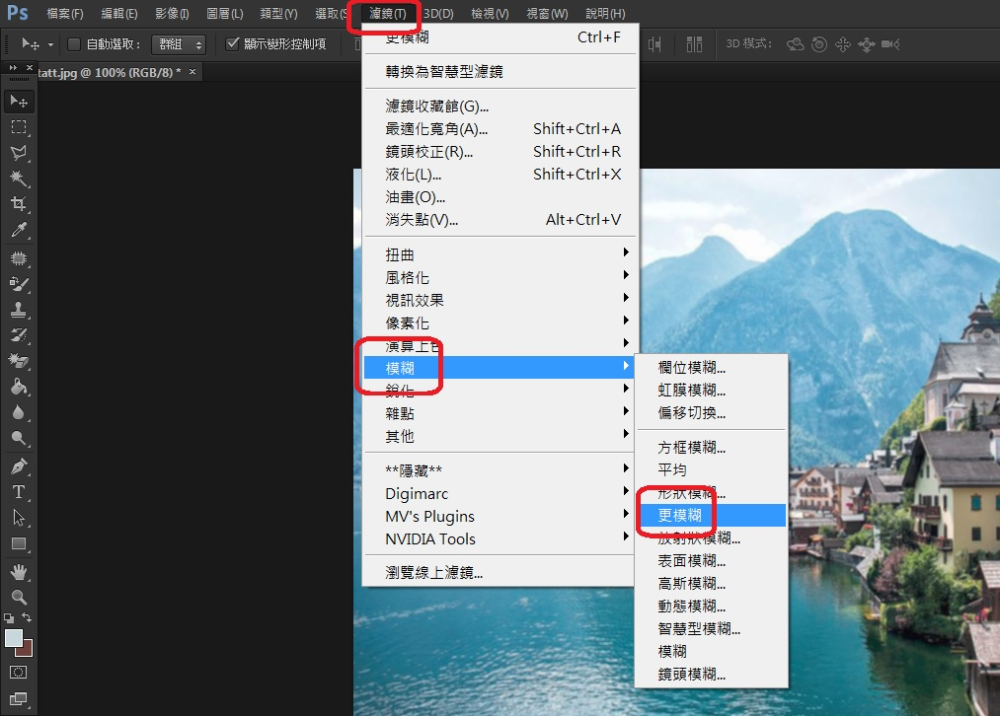 Ps 檔案(F) 編輯(E) 影像(I) 圖層(L) 類型(Y) 選取(S 濾鏡(T) 3D(D) 檢視(V) 視窗(W) 說明(H)
自動選取： 群組 顯示變形控制項 3D 模式：
tatt.jpg @ 100% (RGB/8) * ×
更模糊 Ctrl+F
轉換為智慧型濾鏡
濾鏡收藏館(G)...
最適化寬角(A)... Shift+Ctrl+A
鏡頭校正(R)... Shift+Ctrl+R
液化(L)... Shift+Ctrl+X
油畫(O)...
消失點(V)... Alt+Ctrl+V
扭曲
風格化
視訊效果
像素化
演算上色
模糊
銳化
雜點
其他
**隱藏**
Digimarc
MV's Plugins
NVIDIA Tools
瀏覽線上濾鏡...
欄位模糊...
虹膜模糊...
偏移切換...
方框模糊...
平均
形狀模糊...
更模糊
放射狀模糊...
表面模糊...
高斯模糊...
動態模糊...
智慧型模糊...
模糊
鏡頭模糊...